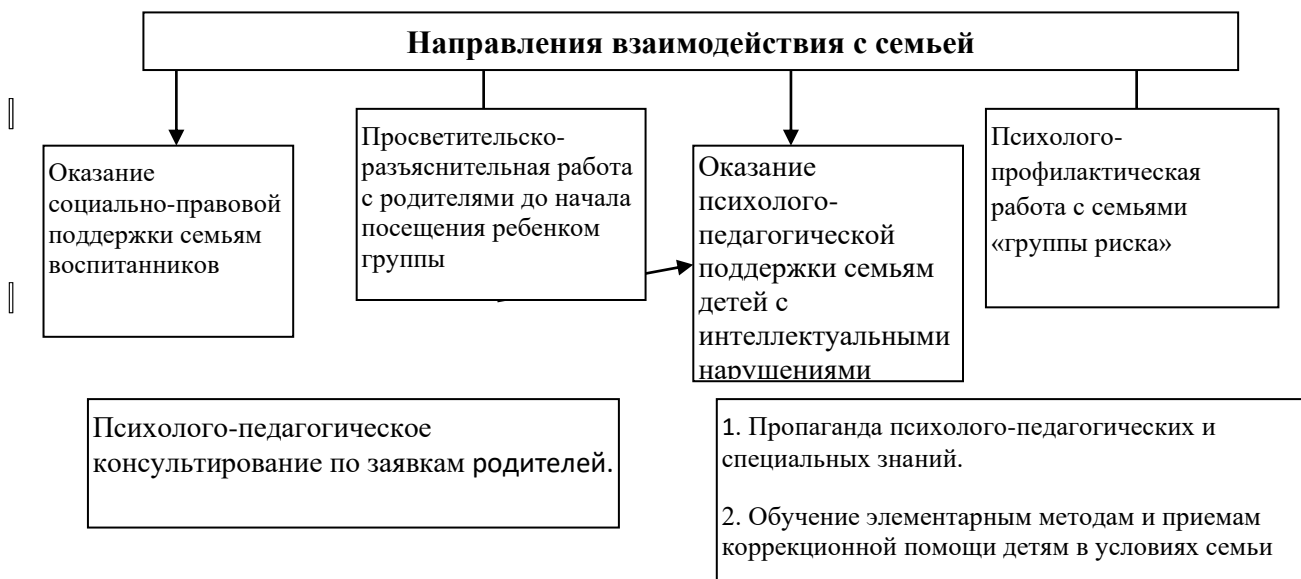 Направления взаимодействия с семьей
Оказание
социально-правовой
поддержки семьям
воспитанников
Просветительско-
разъяснительная работа
с родителями до начала
посещения ребенком
группы
Оказание
психолого-
педагогической
поддержки семьям
детей с
интеллектуальными
нарушениями
Психолого-
профилактическая
работа с семьями
«группы риска»
Психолого-педагогическое
консультирование по заявкам родителей.
1. Пропаганда психолого-педагогических и
специальных знаний.
2. Обучение элементарным методам и приемам
коррекционной помощи детям в условиях семьи